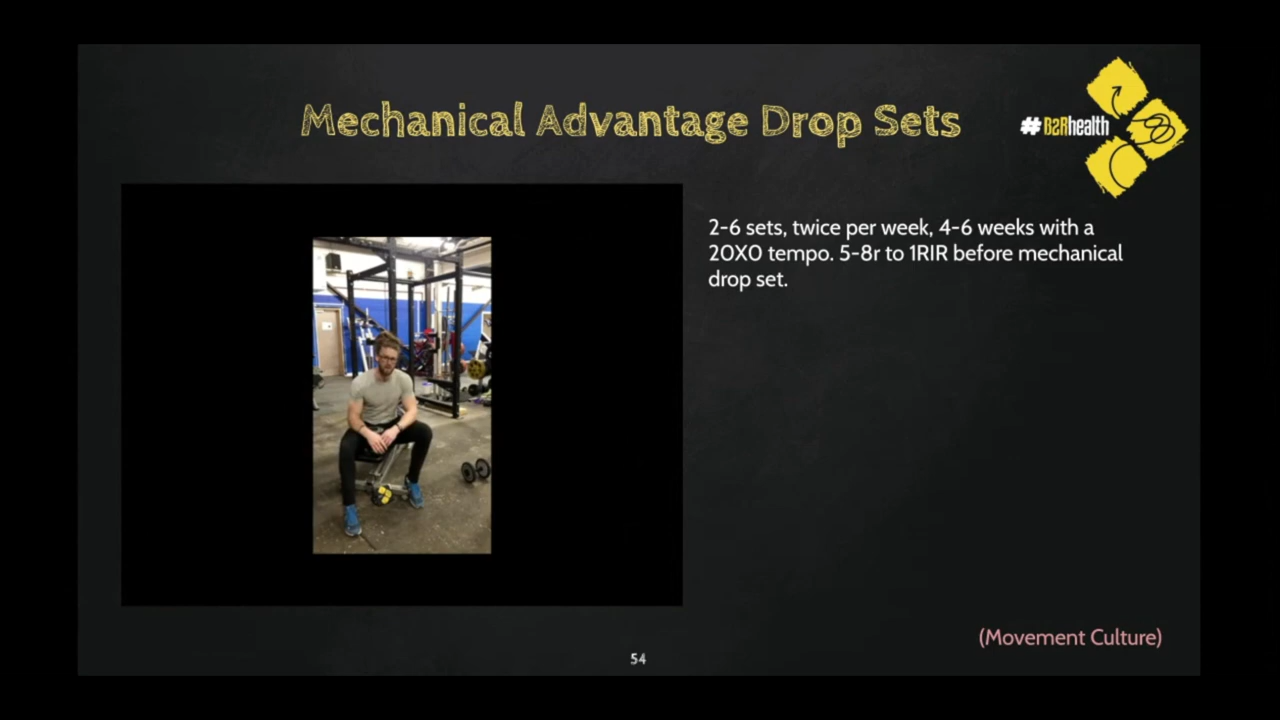 Mechanical Advantage Drop Sets
#B2Rhealth
2-6 sets, twice per week, 4-6 weeks with a
20X0 tempo. 5-8r to 1RIR before mechanical
drop set.
(Movement Culture)
54